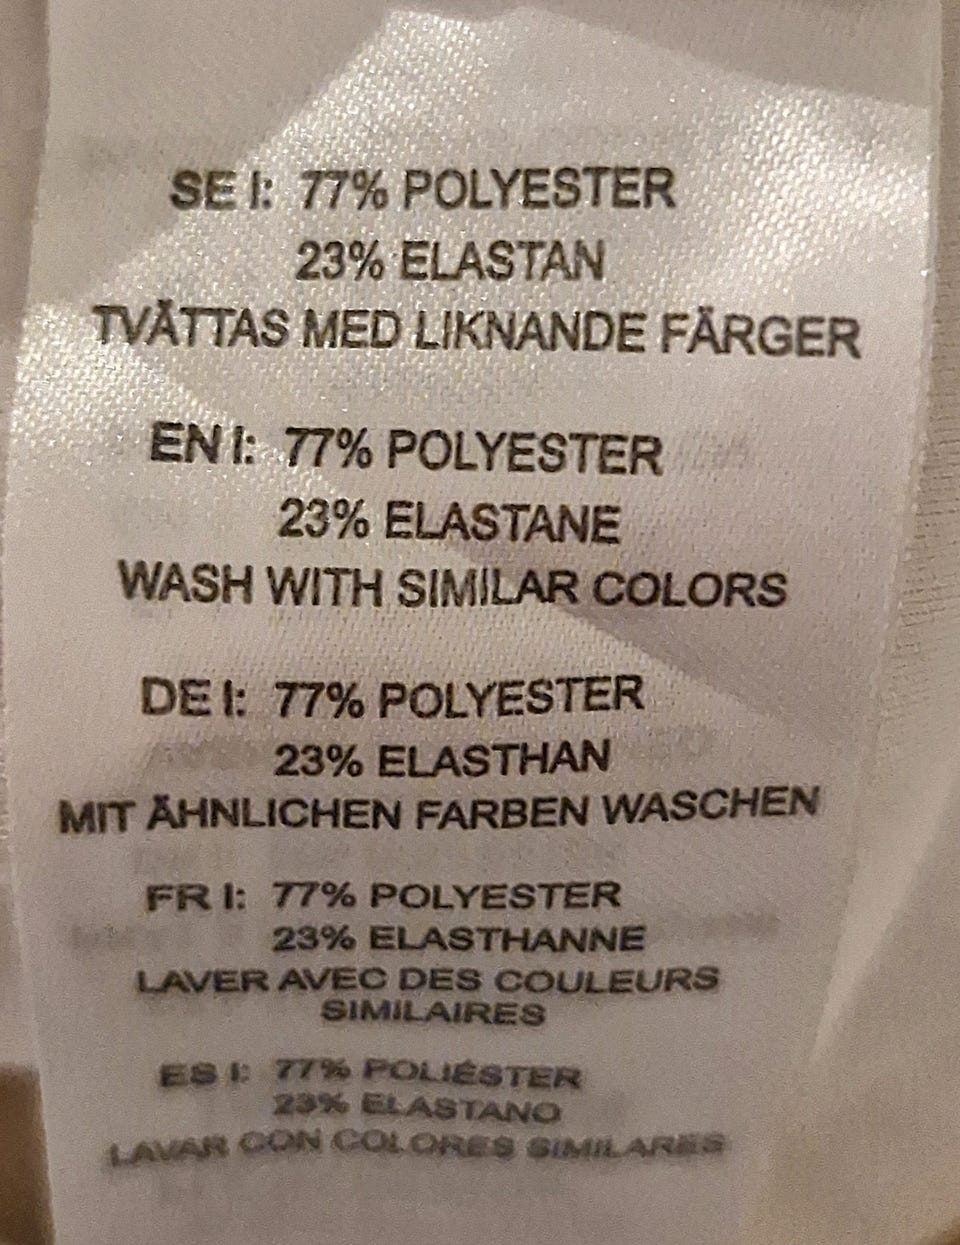 SE I: 77% POLYESTER
23% ELASTAN
TVÄTTAS MED LIKNANDE FÄRGER
EN I: 77% POLYESTER
23% ELASTANE
WASH WITH SIMILAR COLORS
DE I: 77% POLYESTER
23% ELASTHAN
MIT ÄHNLICHEN FARBEN WASCHEN
FR I: 77% POLYESTER
23% ELASTHANNE
LAVER AVEC DES COULEURS
SIMILAIRES
ES I: 77% POLIÉSTER
23% ELASTANO
LAVAR CON COLORES SIMILARES